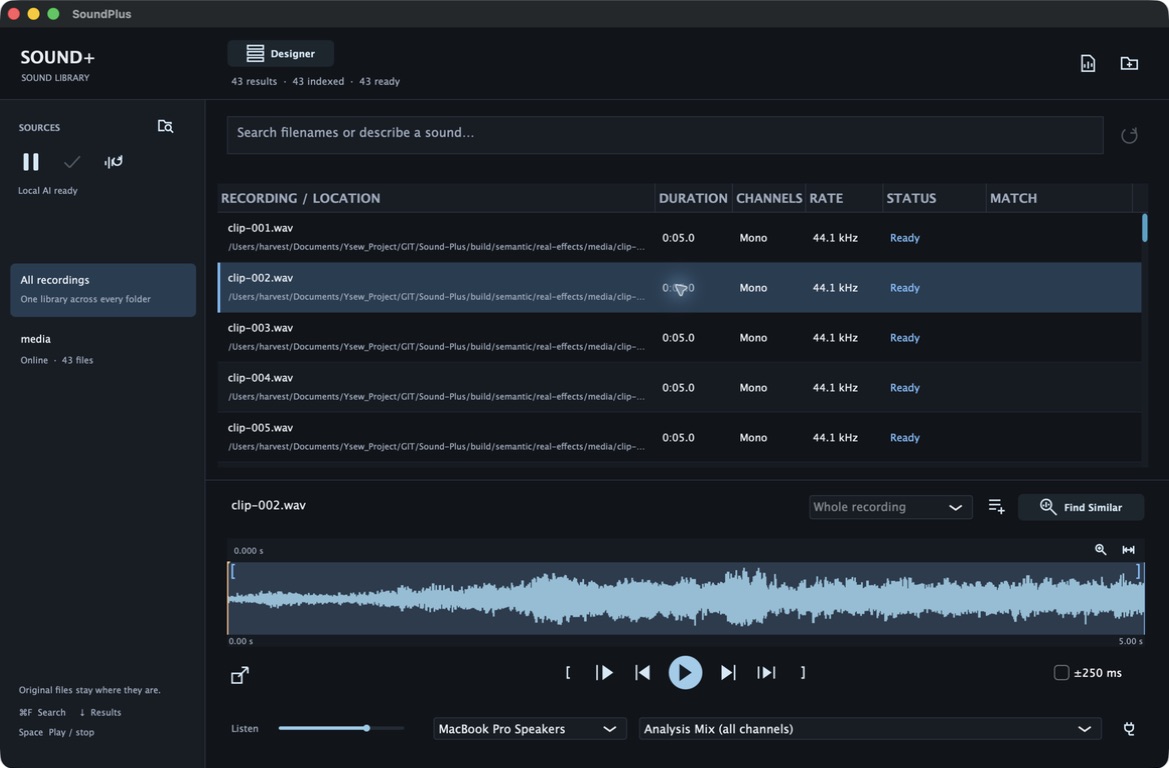 SoundPlus
SOUND+
SOUND LIBRARY
Designer
43 results · 43 indexed · 43 ready
SOURCES
Local AI ready
All recordings
One library across every folder
media
Online · 43 files
Search filenames or describe a sound...
RECORDING / LOCATION DURATION CHANNELS RATE STATUS MATCH
clip-001.wav
/Users/harvest/Documents/Ysew_Project/GIT/Sound-Plus/build/semantic/real-effects/media/clip-...
0:05.0 Mono 44.1 kHz Ready
clip-002.wav
/Users/harvest/Documents/Ysew_Project/GIT/Sound-Plus/build/semantic/real-effects/media/clip-...
Mono 44.1 kHz Ready
clip-003.wav
/Users/harvest/Documents/Ysew_Project/GIT/Sound-Plus/build/semantic/real-effects/media/clip-...
0:05.0 Mono 44.1 kHz Ready
clip-004.wav
/Users/harvest/Documents/Ysew_Project/GIT/Sound-Plus/build/semantic/real-effects/media/clip-...
0:05.0 Mono 44.1 kHz Ready
clip-005.wav
/Users/harvest/Documents/Ysew_Project/GIT/Sound-Plus/build/semantic/real-effects/media/clip-...
0:05.0 Mono 44.1 kHz Ready
clip-002.wav
Whole recording
Find Similar
0.000 s
0.00 s 5.00 s
±250 ms
Original files stay where they are.
⌘F Search ↓ Results
Space Play / stop
Listen
MacBook Pro Speakers
Analysis Mix (all channels)